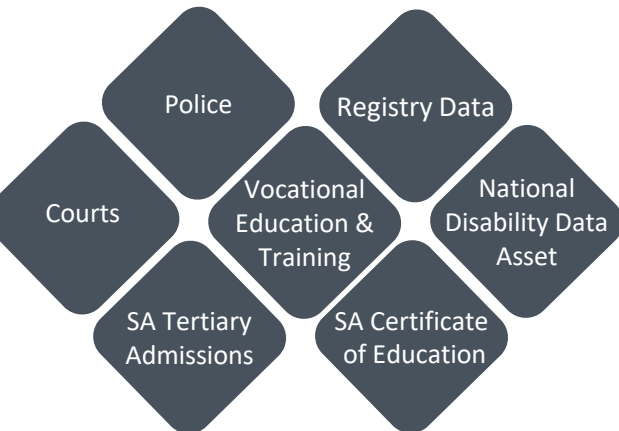 Police
Registry Data
Courts
Vocational
Education &
Training
National
Disability Data
Asset
SA Tertiary
Admissions
SA Certificate
of Education